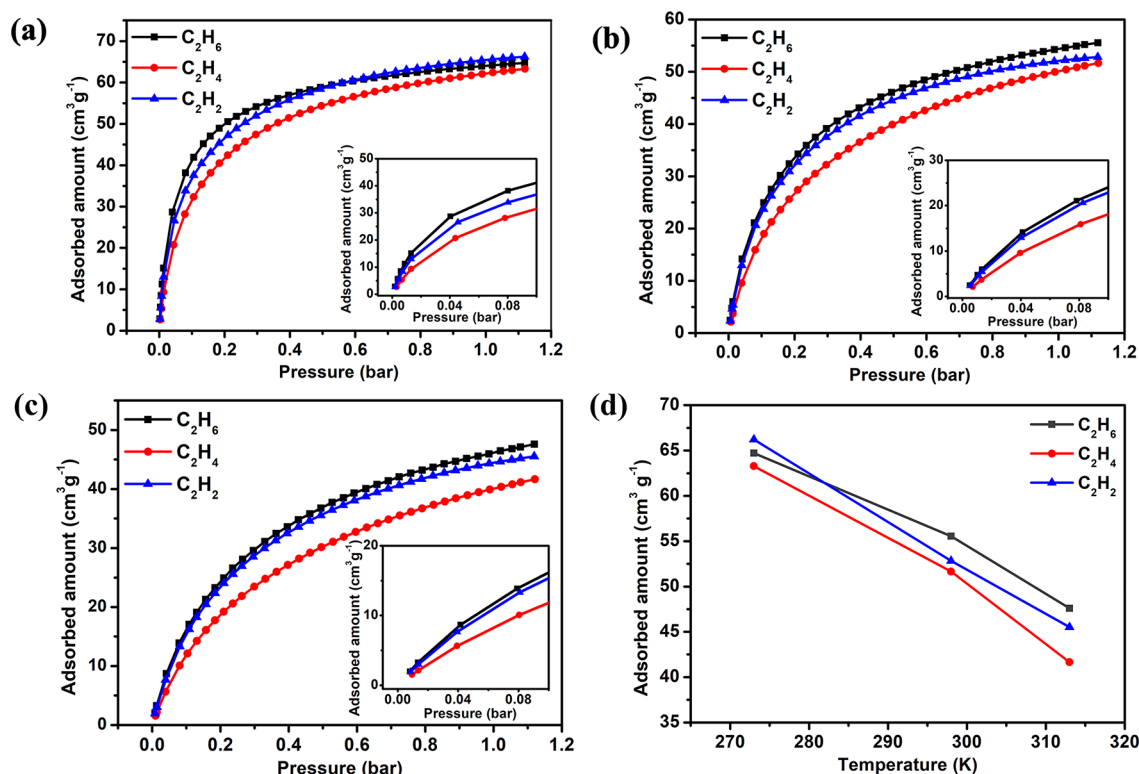 (a)
C2H6
C2H4
C2H2
Adsorbed amount (cm³g⁻¹)
70
60
50
40
30
20
10
0
0.0 0.2 0.4 0.6 0.8 1.0 1.2
Pressure (bar)
Adsorbed amount (cm³g⁻¹)
50
40
30
20
10
0
0.00 0.04 0.08
Pressure (bar)
(b)
C2H6
C2H4
C2H2
Adsorbed amount (cm³g⁻¹)
60
50
40
30
20
10
0
0.0 0.2 0.4 0.6 0.8 1.0 1.2
Pressure (bar)
Adsorbed amount (cm³g⁻¹)
30
20
10
0
0.00 0.04 0.08
Pressure (bar)
(c)
C2H6
C2H4
C2H2
Adsorbed amount (cm³g⁻¹)
50
40
30
20
10
0
0.0 0.2 0.4 0.6 0.8 1.0 1.2
Pressure (bar)
Adsorbed amount (cm³g⁻¹)
20
10
0
0.00 0.04 0.08
Pressure (bar)
(d)
C2H6
C2H4
C2H2
Adsorbed amount (cm³ g⁻¹)
70
65
60
55
50
45
40
35
270 280 290 300 310 320
Temperature (K)